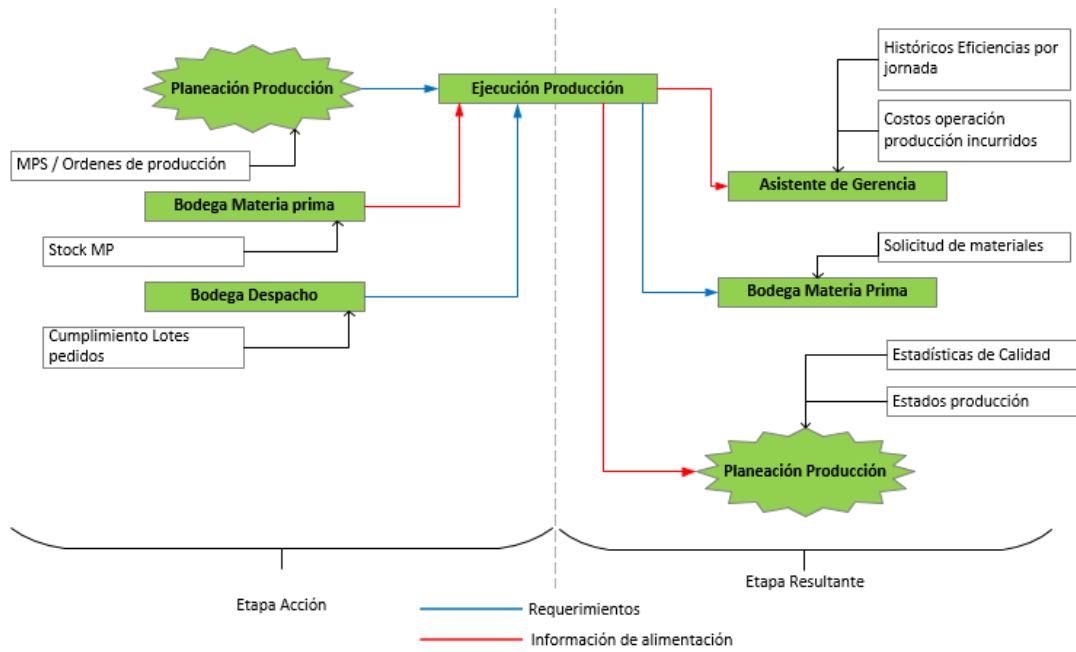 Planeación Producción
MPS / Ordenes de producción
Bodega Materia prima
Stock MP
Bodega Despacho
Cumplimiento Lotes
pedidos
Ejecución Producción
Históricos Eficiencias por
jornada
Costos operación
producción incurridos
Asistente de Gerencia
Solicitud de materiales
Bodega Materia Prima
Estadísticas de Calidad
Estados producción
Planeación Producción
Etapa Acción
Etapa Resultante
Requerimientos
Información de alimentación